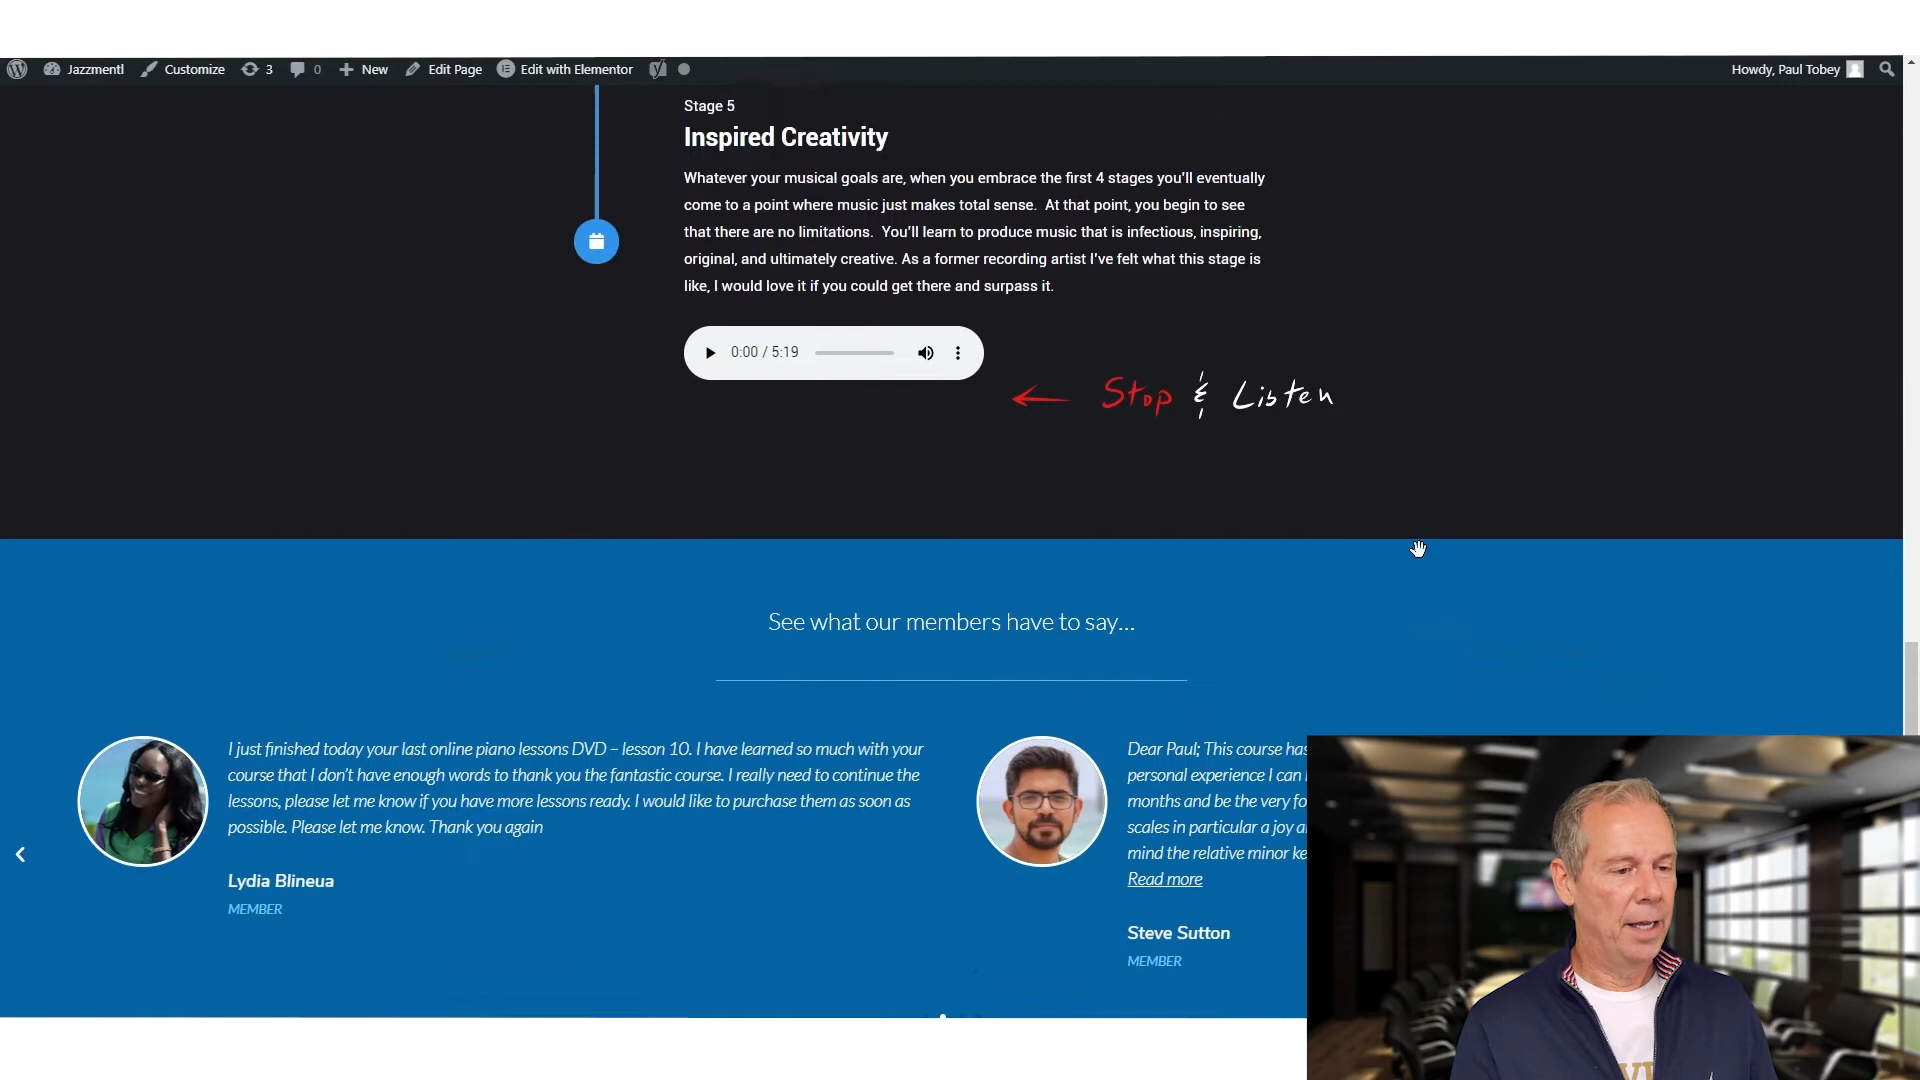 Jazzmentl Customize 3 0 New Edit Page Edit with Elementor Howdy, Paul Tobey
Stage 5
Inspired Creativity
Whatever your musical goals are, when you embrace the first 4 stages you'll eventually
come to a point where music just makes total sense. At that point, you begin to see
that there are no limitations. You'll learn to produce music that is infectious, inspiring,
original, and ultimately creative. As a former recording artist I've felt what this stage is
like, I would love it if you could get there and surpass it.
0:00 / 5:19
Stop & Listen
See what our members have to say...
I just finished today your last online piano lessons DVD – lesson 10. I have learned so much with your
course that I don't have enough words to thank you the fantastic course. I really need to continue the
lessons, please let me know if you have more lessons ready. I would like to purchase them as soon as
possible. Please let me know. Thank you again
Lydia Blineua
MEMBER
Dear Paul; This course has
personal experience I can
months and be the very fo
scales in particular a joy a
mind the relative minor ke
Read more
Steve Sutton
MEMBER